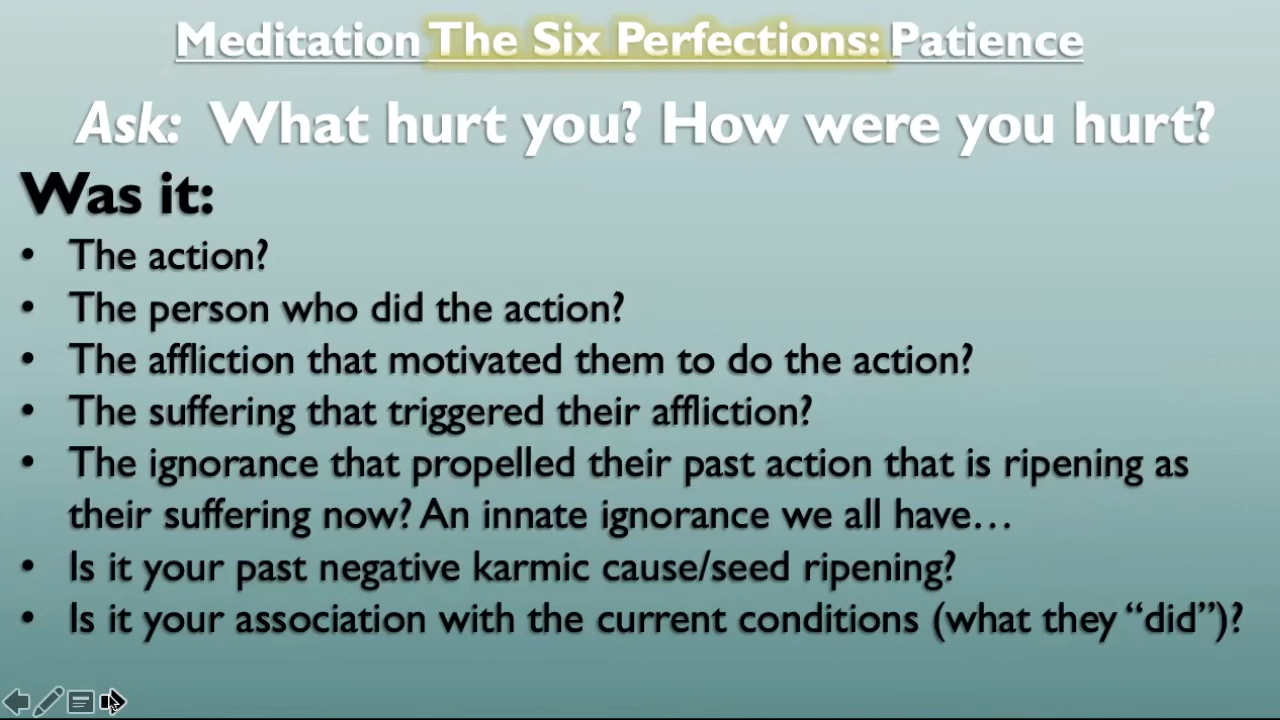 Meditation The Six Perfections: Patience
Ask: What hurt you? How were you hurt?
Was it:
• The action?
• The person who did the action?
• The affliction that motivated them to do the action?
• The suffering that triggered their affliction?
• The ignorance that propelled their past action that is ripening as
their suffering now? An innate ignorance we all have…
• Is it your past negative karmic cause/seed ripening?
• Is it your association with the current conditions (what they “did”)?